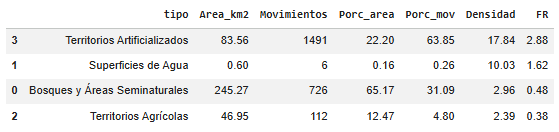 tipo Area_km2 Movimientos Porc_area Porc_mov Densidad FR
3 Territorios Artificializados 83.56 1491 22.20 63.85 17.84 2.88
1 Superficies de Agua 0.60 6 0.16 0.26 10.03 1.62
0 Bosques y Áreas Seminaturales 245.27 726 65.17 31.09 2.96 0.48
2 Territorios Agrícolas 46.95 112 12.47 4.80 2.39 0.38